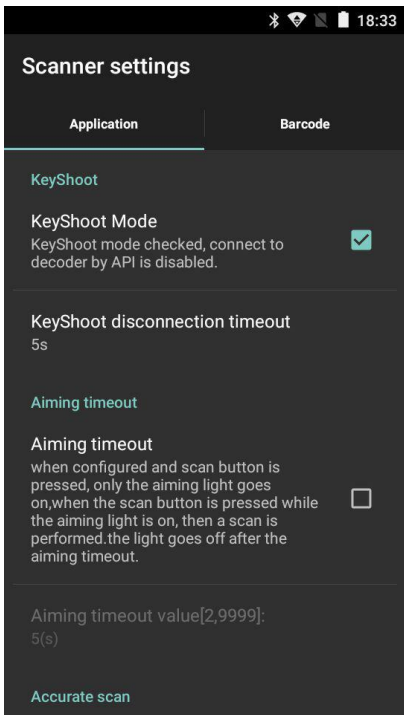 18:33
Scanner settings
Application
Barcode
KeyShoot
KeyShoot Mode
KeyShoot mode checked, connect to
decoder by API is disabled.
KeyShoot disconnection timeout
5s
Aiming timeout
Aiming timeout
when configured and scan button is
pressed, only the aiming light goes
on,when the scan button is pressed while
the aiming light is on, then a scan is
performed.the light goes off after the
aiming timeout.
Aiming timeout value[2,9999]:
5(s)
Accurate scan